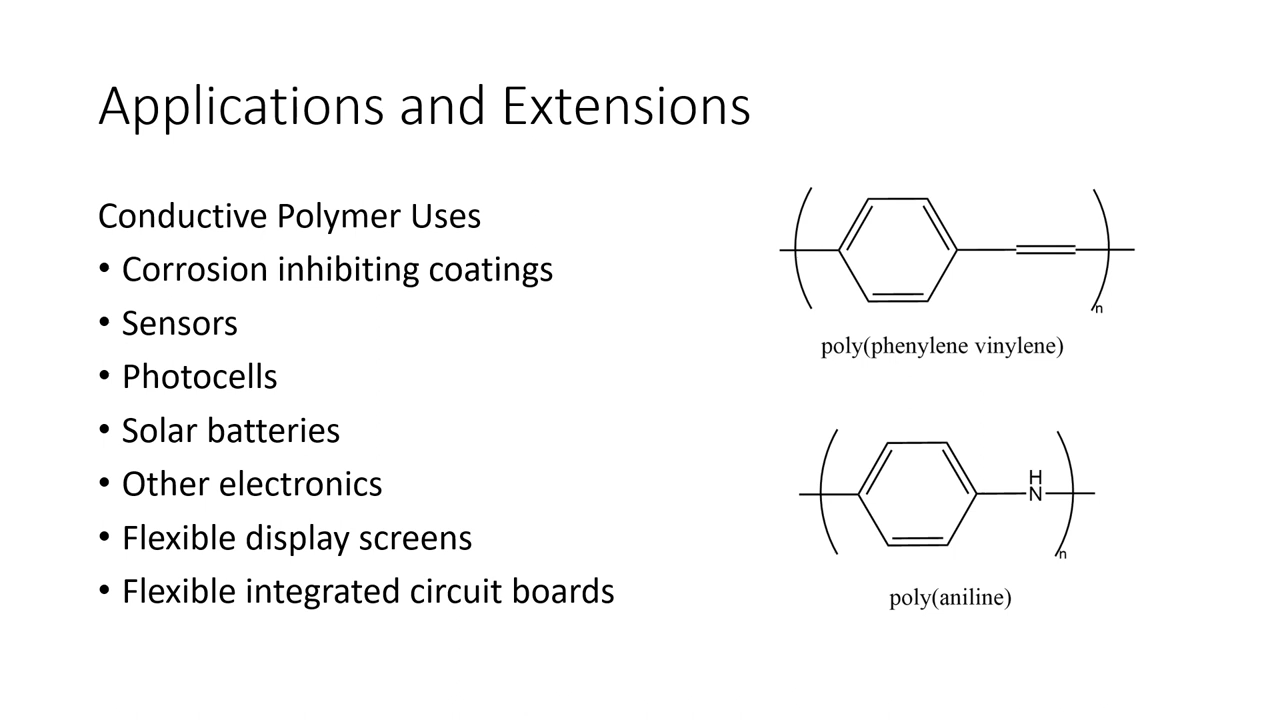 Applications and Extensions
Conductive Polymer Uses
• Corrosion inhibiting coatings
• Sensors
• Photocells
• Solar batteries
• Other electronics
• Flexible display screens
• Flexible integrated circuit boards
n
poly(phenylene vinylene)
H
N
n
poly(aniline)